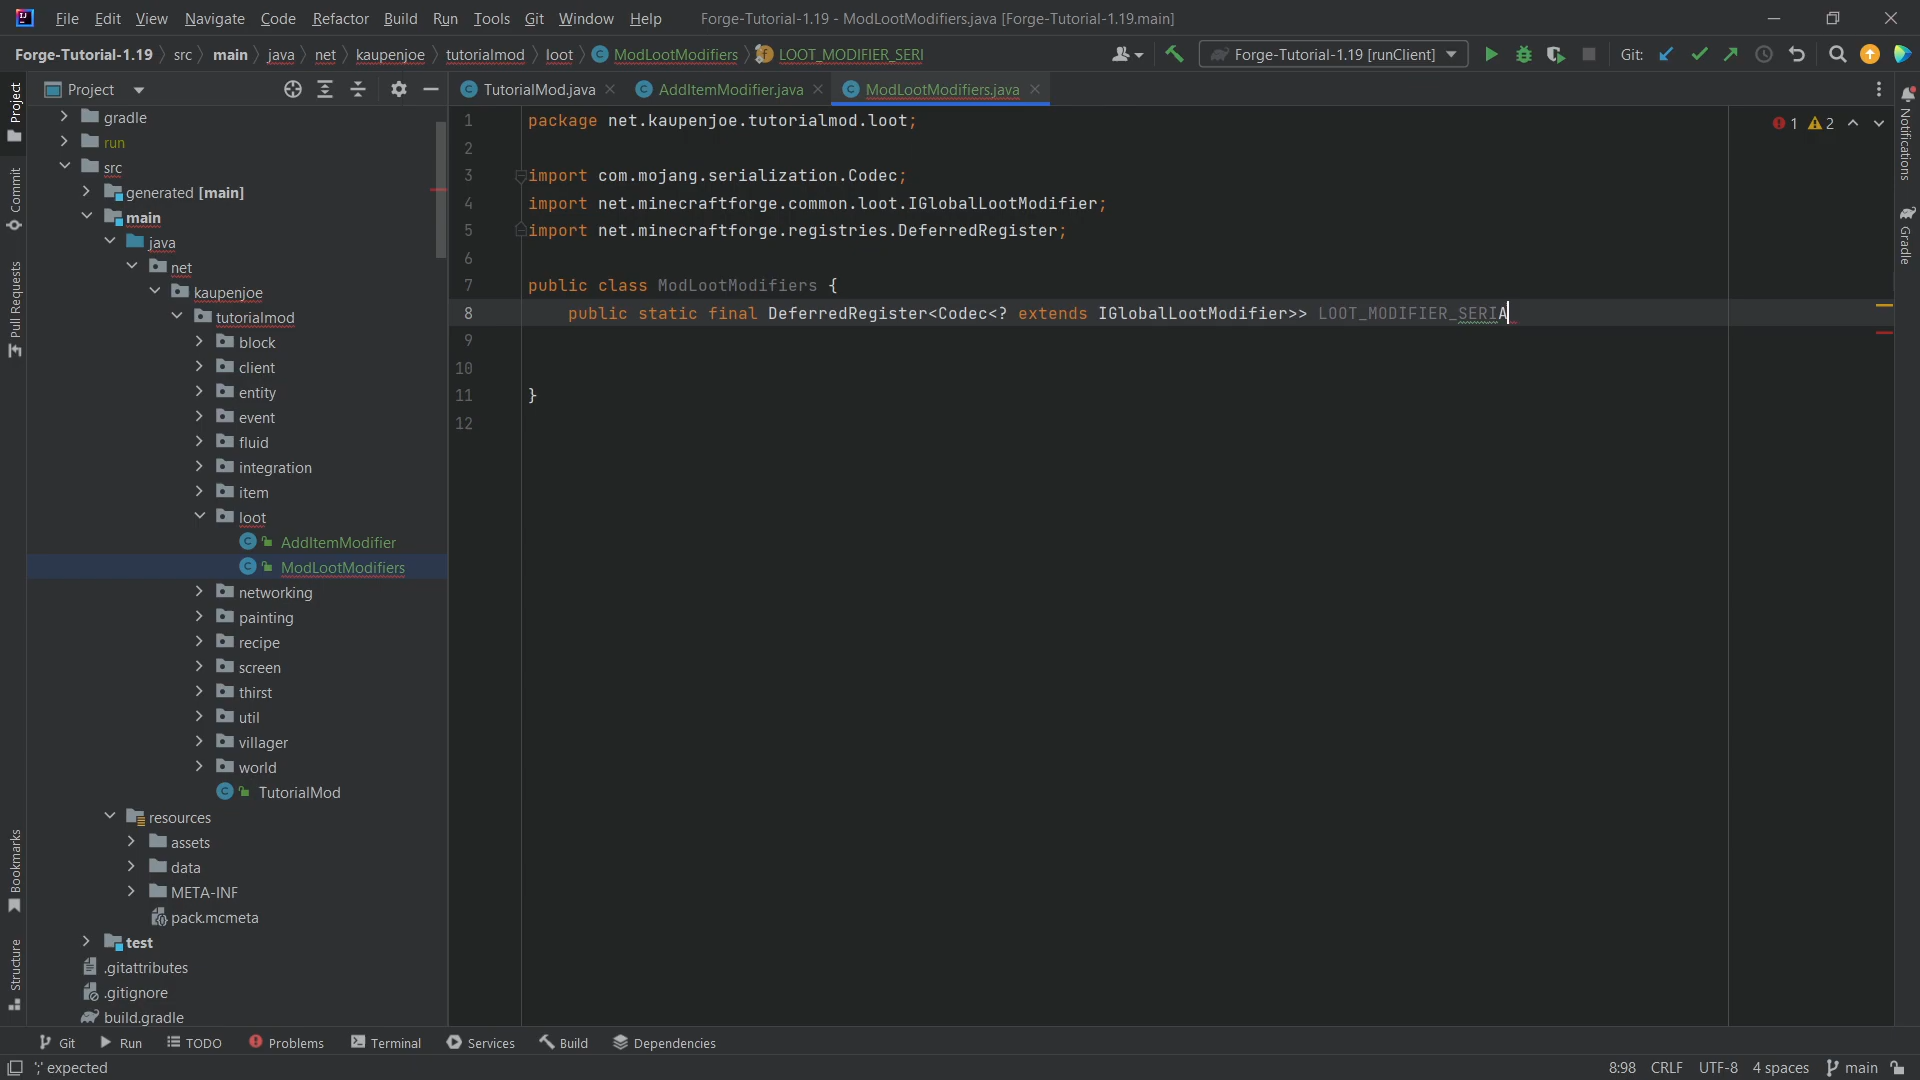 File Edit View Navigate Code Refactor Build Run Tools Git Window Help Forge-Tutorial-1.19 - ModLootModifiers.java [Forge-Tutorial-1.19.main]
Forge-Tutorial-1.19 src main java net kaupenjoe tutorialmod loot ModLootModifiers LOOT_MODIFIER_SERI Forge-Tutorial-1.19 [runClient] Git:
Project
TutorialMod.java AddItemModifier.java ModLootModifiers.java
gradle
run
src
generated [main]
main
java
net
kaupenjoe
tutorialmod
block
client
entity
event
fluid
integration
item
loot
AddItemModifier
ModLootModifiers
networking
painting
recipe
screen
thirst
util
villager
world
TutorialMod
resources
assets
data
META-INF
pack.mcmeta
test
.gitattributes
.gitignore
build.gradle
1 package net.kaupenjoe.tutorialmod.loot;
2
3 import com.mojang.serialization.Codec;
4 import net.minecraftforge.common.loot.IGlobalLootModifier;
5 import net.minecraftforge.registries.DeferredRegister;
6
7 public class ModLootModifiers {
8 public static final DeferredRegister<Codec<? extends IGlobalLootModifier>> LOOT_MODIFIER_SERIA
9
10
11 }
12
1 2
Project
Commit
Pull Requests
Bookmarks
Structure
Notifications
Gradle
Git Run TODO Problems Terminal Services Build Dependencies
';' expected 8:98 CRLF UTF-8 4 spaces main